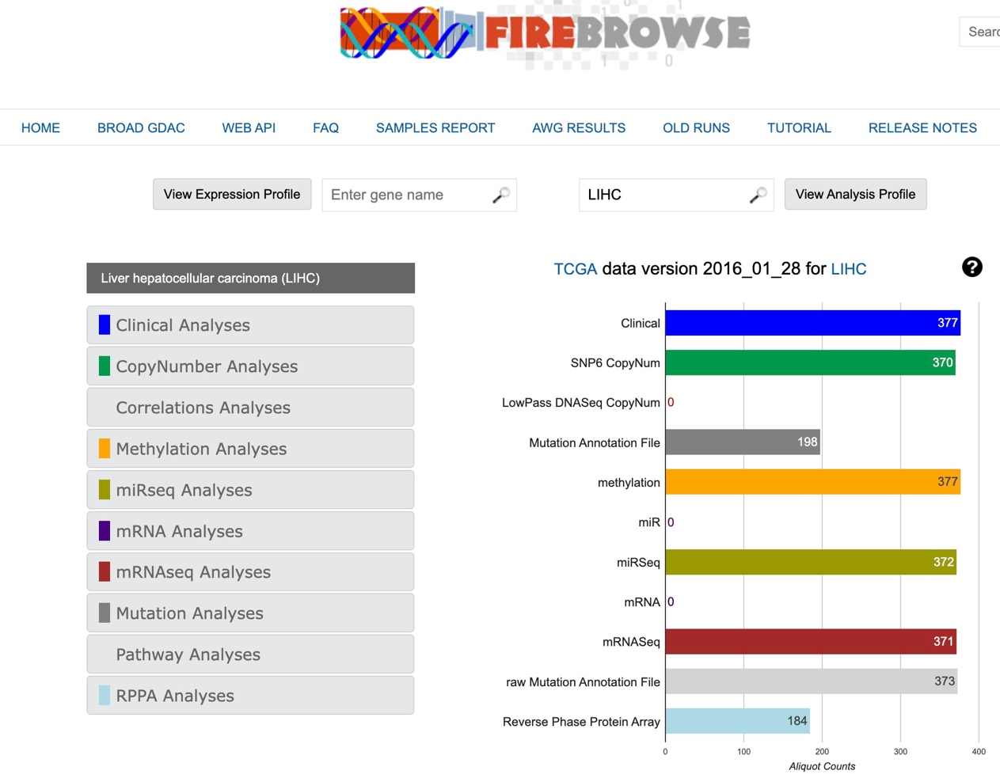 FIREBROWSE
1 0
HOME BROAD GDAC WEB API FAQ SAMPLES REPORT AWG RESULTS OLD RUNS TUTORIAL RELEASE NOTES
View Expression Profile Enter gene name LIHC View Analysis Profile
Liver hepatocellular carcinoma (LIHC)
Clinical Analyses
CopyNumber Analyses
Correlations Analyses
Methylation Analyses
miRseq Analyses
mRNA Analyses
mRNAseq Analyses
Mutation Analyses
Pathway Analyses
RPPA Analyses
TCGA data version 2016_01_28 for LIHC ?
Clinical 377
SNP6 CopyNum 370
LowPass DNASeq CopyNum 0
Mutation Annotation File 198
methylation 377
miR 0
miRSeq 372
mRNA 0
mRNASeq 371
raw Mutation Annotation File 373
Reverse Phase Protein Array 184
0 100 200 300 400
Aliquot Counts